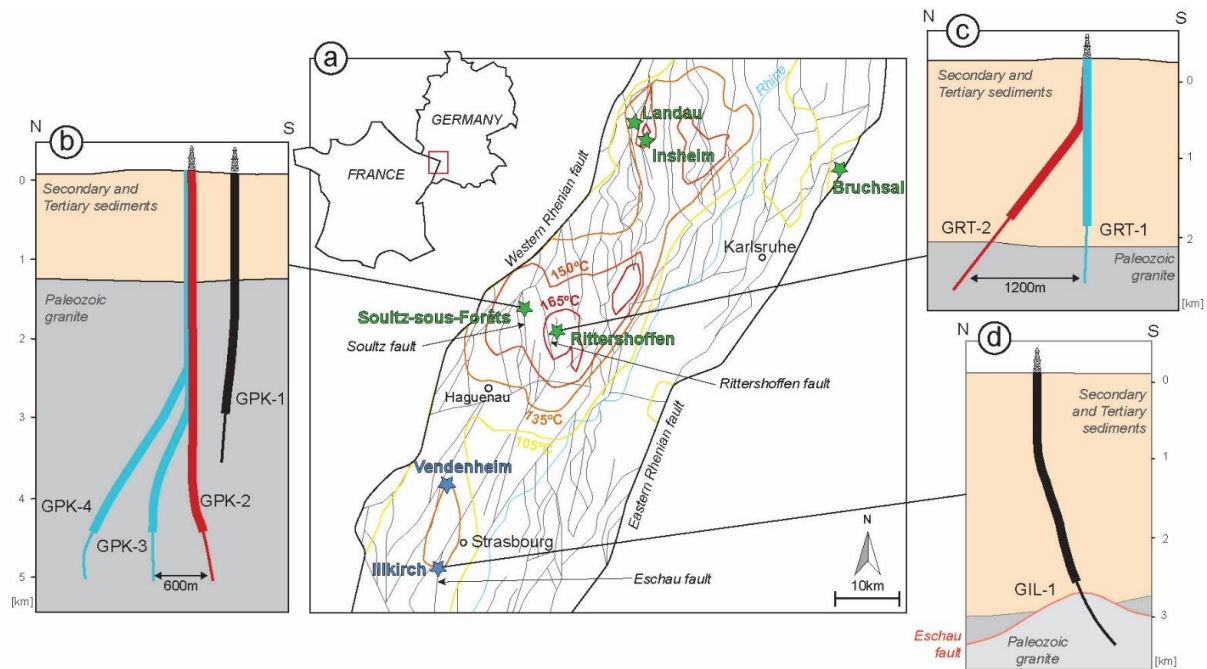 b
N
S
0
1
2
3
4
5
[km]
Secondary and
Tertiary sediments
Paleozoic
granite
GPK-1
GPK-2
GPK-3
GPK-4
600m
a
GERMANY
FRANCE
Western Rhenian fault
Eastern Rhenian fault
Rhine
Landau
Insheim
Bruchsal
Karlsruhe
150°C
165°C
Soultz-sous-Forêts
Soultz fault
Rittershoffen
Rittershoffen fault
Haguenau
135°C
105°C
Vendenheim
Strasbourg
Illkirch
Eschau fault
N
10km
c
N
S
Secondary and
Tertiary sediments
0
1
2
[km]
GRT-2
GRT-1
Paleozoic
granite
1200m
d
N
S
0
1
2
3
[km]
Secondary
and Tertiary
sediments
GIL-1
Eschau
fault
Paleozoic
granite